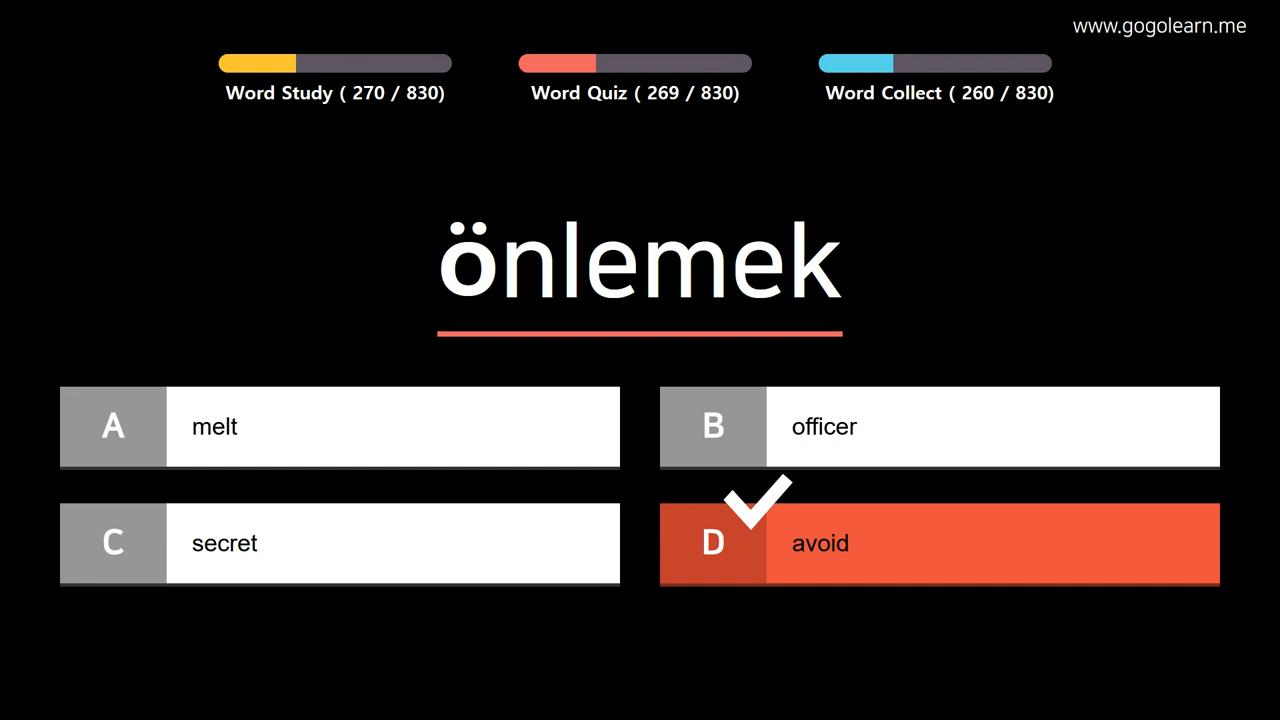 www.gogolearn.me
Word Study ( 270 / 830)
Word Quiz ( 269 / 830)
Word Collect ( 260 / 830)
önlemek
A melt
B officer
C secret
D avoid